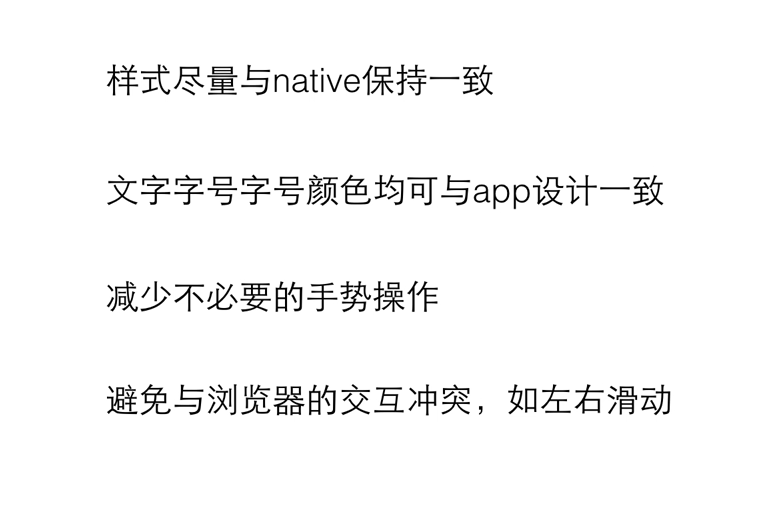 样式尽量与native保持一致
文字字号字号颜色均可与app设计一致
减少不必要的手势操作
避免与浏览器的交互冲突，如左右滑动